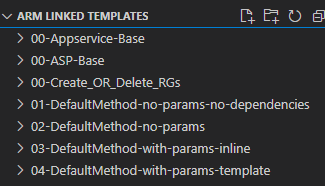 ARM LINKED TEMPLATES
00-Appservice-Base
00-ASP-Base
00-Create_OR_Delete_RGs
01-DefaultMethod-no-params-no-dependencies
02-DefaultMethod-no-params
03-DefaultMethod-with-params-inline
04-DefaultMethod-with-params-template